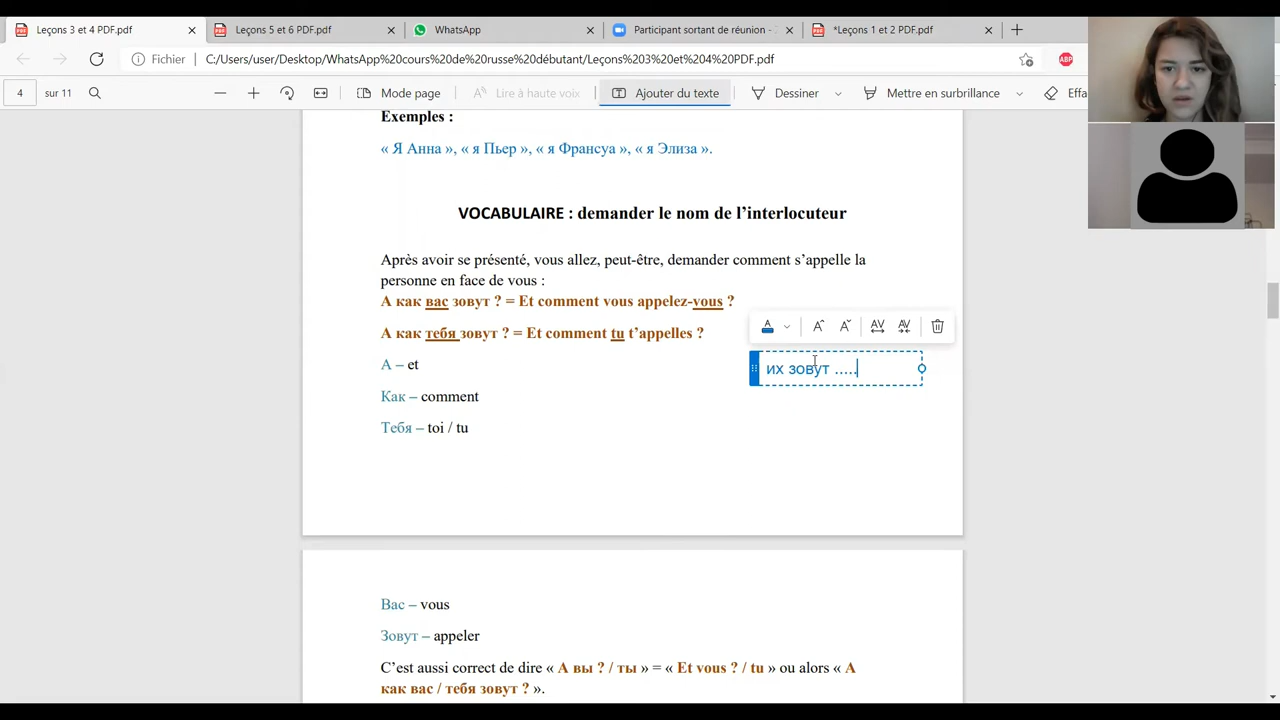 Leçons 3 et 4 PDF.pdf
Leçons 5 et 6 PDF.pdf
WhatsApp
Participant sortant de réunion -
*Leçons 1 et 2 PDF.pdf
Fichier
C:/Users/user/Desktop/WhatsApp%20cours%20de%20russe%20débutant/Leçons%203%20et%204%20PDF.pdf
ABP
4 sur 11
Mode page
Lire à haute voix
Ajouter du texte
Dessiner
Mettre en surbrillance
Effa
Exemples :
« Я Анна », « я Пьер », « я Франсуа », « я Элиза ».
VOCABULAIRE : demander le nom de l’interlocuteur
Après avoir se présenté, vous allez, peut-être, demander comment s’appelle la
personne en face de vous :
А как вас зовут ? = Et comment vous appelez-vous ?
А как тебя зовут ? = Et comment tu t’appelles ?
их зовут .....
А – et
Как – comment
Тебя – toi / tu
Вас – vous
Зовут – appeler
C’est aussi correct de dire « А вы ? / ты » = « Et vous ? / tu » ou alors « А
как вас / тебя зовут ? ».